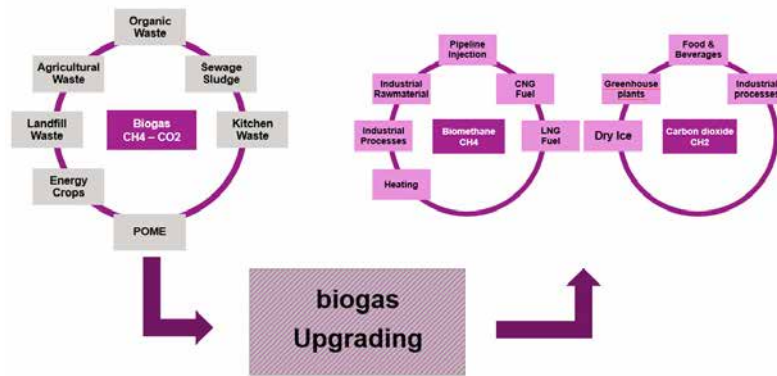 Organic
Waste
Agricultural
Waste
Sewage
Sludge
Landfill
Waste
Biogas
CH4 – CO2
Kitchen
Waste
Energy
Crops
POME
Pipeline
Injection
Industrial
Rawmaterial
CNG
Fuel
Industrial
Processes
Biomethane
CH4
LNG
Fuel
Heating
Food &
Beverages
Greenhouse
plants
Industrial
processes
Dry Ice
Carbon dioxide
CH2
biogas
Upgrading